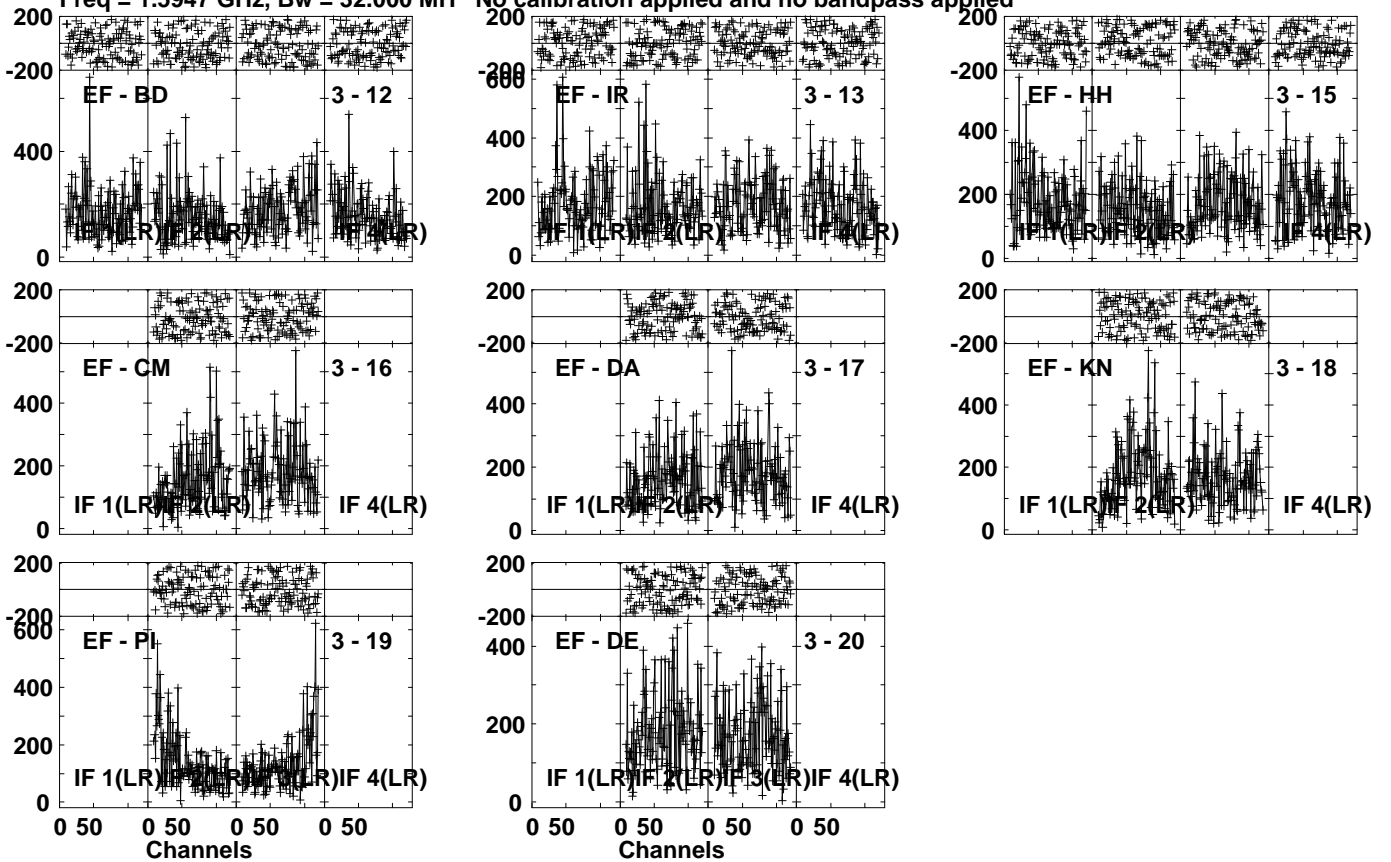 Freq = 1.5947 GHz, Bw = 32.000 MH No calibration applied and no bandpass applied
200
-200
400
0
EF - BD
3 - 12
IF 1(LR) IF 2(LR) IF 4(LR)
200
-200
600
400
200
0
EF - IR
3 - 13
IF 1(LR) IF 2(LR) IF 4(LR)
200
-200
400
200
0
EF - HH
3 - 15
IF 1(LR) IF 2(LR) IF 4(LR)
200
-200
400
200
0
EF - CM
3 - 16
IF 1(LR) IF 2(LR) IF 4(LR)
200
-200
400
200
0
EF - DA
3 - 17
IF 1(LR) IF 2(LR) IF 4(LR)
200
-200
400
200
0
EF - KN
3 - 18
IF 1(LR) IF 2(LR) IF 4(LR)
200
-200
600
400
200
0
EF - PI
3 - 19
IF 1(LR) IF 2(LR) IF 3(LR) IF 4(LR)
0 50 0 50 0 50 0 50
Channels
200
-200
400
200
0
EF - DE
3 - 20
IF 1(LR) IF 2(LR) IF 3(LR) IF 4(LR)
0 50 0 50 0 50 0 50
Channels